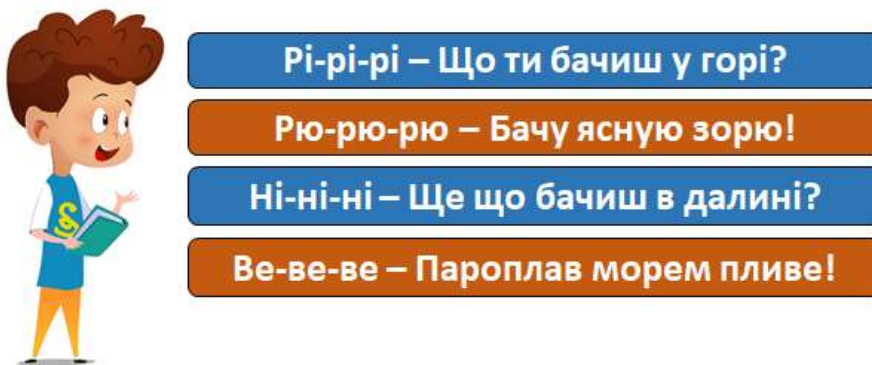 Рі-рі-рі – Що ти бачиш у горі?
Рю-рю-рю – Бачу ясную зорю!
Ні-ні-ні – Ще що бачиш в далині?
Ве-ве-ве – Пароплав морем пливе!